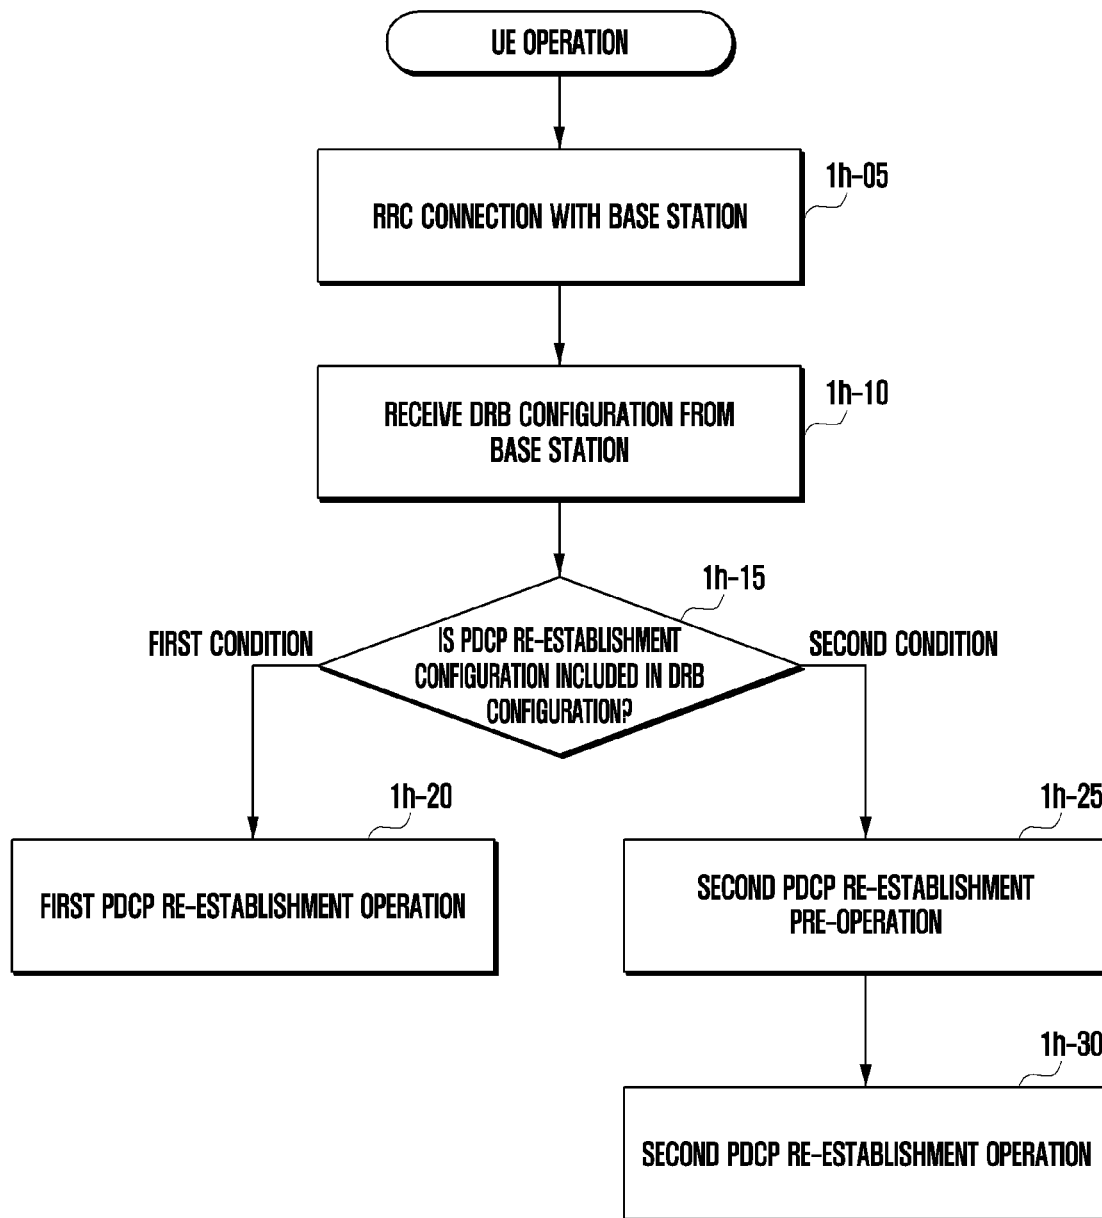 UE OPERATION
1h-05
RRC CONNECTION WITH BASE STATION
1h-10
RECEIVE DRB CONFIGURATION FROM
BASE STATION
1h-15
FIRST CONDITION
IS PDCP RE-ESTABLISHMENT
CONFIGURATION INCLUDED IN DRB
CONFIGURATION?
SECOND CONDITION
1h-20
FIRST PDCP RE-ESTABLISHMENT OPERATION
1h-25
SECOND PDCP RE-ESTABLISHMENT
PRE-OPERATION
1h-30
SECOND PDCP RE-ESTABLISHMENT OPERATION